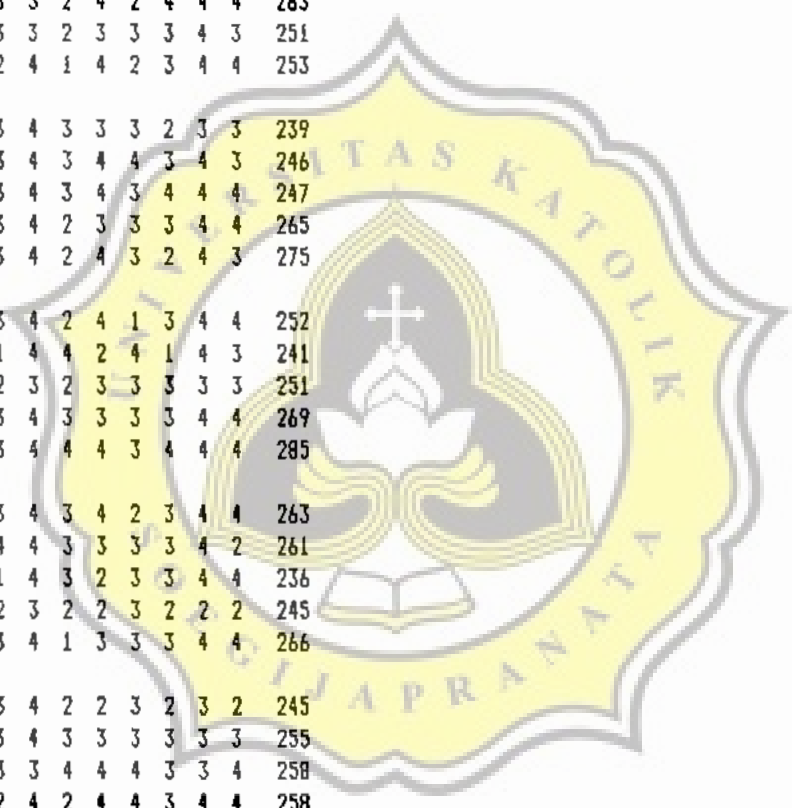 3 3 2 4 2 4 4 4 283
3 3 2 3 3 3 4 3 251
2 4 1 4 2 3 4 4 253
3 4 3 3 3 2 3 3 239
3 4 3 4 4 3 4 3 246
3 4 3 4 3 4 4 4 247
3 4 2 3 3 3 4 4 265
3 4 2 4 3 2 4 3 275
3 4 2 4 1 3 4 4 252
1 4 4 2 4 1 4 3 241
2 3 2 3 3 3 3 3 251
3 4 3 3 3 3 4 4 269
3 4 4 4 3 4 4 4 285
3 4 3 4 2 3 4 4 263
4 4 3 3 3 3 4 2 261
1 4 3 2 3 3 4 4 236
2 3 2 2 3 2 2 2 245
3 4 1 3 3 3 4 4 266
3 4 2 2 3 2 3 2 245
3 4 3 3 3 3 3 3 255
3 3 4 4 4 3 3 4 258
2 4 2 4 4 3 4 4 258
UNIVERSITAS KATOLIK
SOEGIJAPRANATA